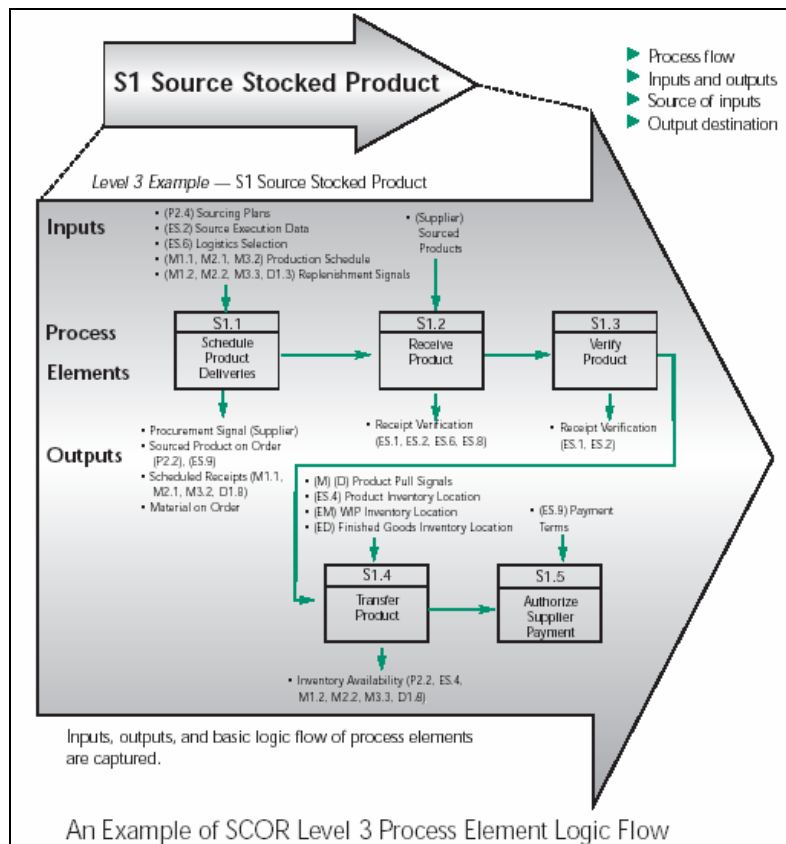 S1 Source Stocked Product
Process flow
Inputs and outputs
Source of inputs
Output destination
Level 3 Example — S1 Source Stocked Product
Inputs
• (P2.4) Sourcing Plans
• (ES.2) Source Execution Data
• (ES.6) Logistics Selection
• (M1.1, M2.1, M3.2) Production Schedule
• (M1.2, M2.2, M3.3, D1.3) Replenishment Signals
• (Supplier)
Sourced
Products
Process
Elements
S1.1
Schedule
Product
Deliveries
S1.2
Receive
Product
S1.3
Verify
Product
Outputs
• Procurement Signal (Supplier)
• Sourced Product on Order
(P2.2), (ES.9)
• Scheduled Receipts (M1.1,
M2.1, M3.2, D1.8)
• Material on Order
• Receipt Verification
(ES.1, ES.2, ES.6, ES.8)
• Receipt Verification
(ES.1, ES.2)
• (M) (D) Product Pull Signals
• (ES.4) Product Inventory Location
• (EM) WIP Inventory Location
• (ED) Finished Goods Inventory Location
• (ES.9) Payment
Terms
S1.4
Transfer
Product
S1.5
Authorize
Supplier
Payment
• Inventory Availability (P2.2, ES.4,
M1.2, M2.2, M3.3, D1.8)
Inputs, outputs, and basic logic flow of process elements
are captured.
An Example of SCOR Level 3 Process Element Logic Flow